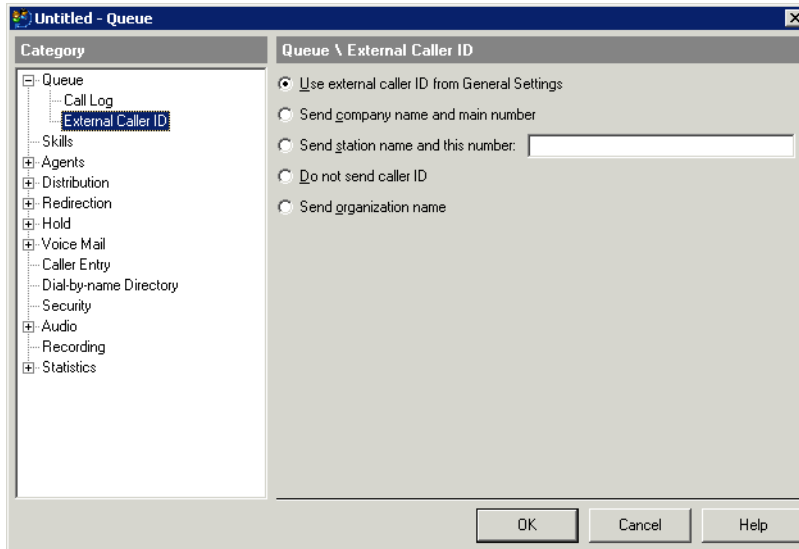 Untitled - Queue
Category
Queue
Call Log
External Caller ID
Skills
Agents
Distribution
Redirection
Hold
Voice Mail
Caller Entry
Dial-by-name Directory
Security
Audio
Recording
Statistics
Queue \ External Caller ID
Use external caller ID from General Settings
Send company name and main number
Send station name and this number:
Do not send caller ID
Send organization name
OK
Cancel
Help